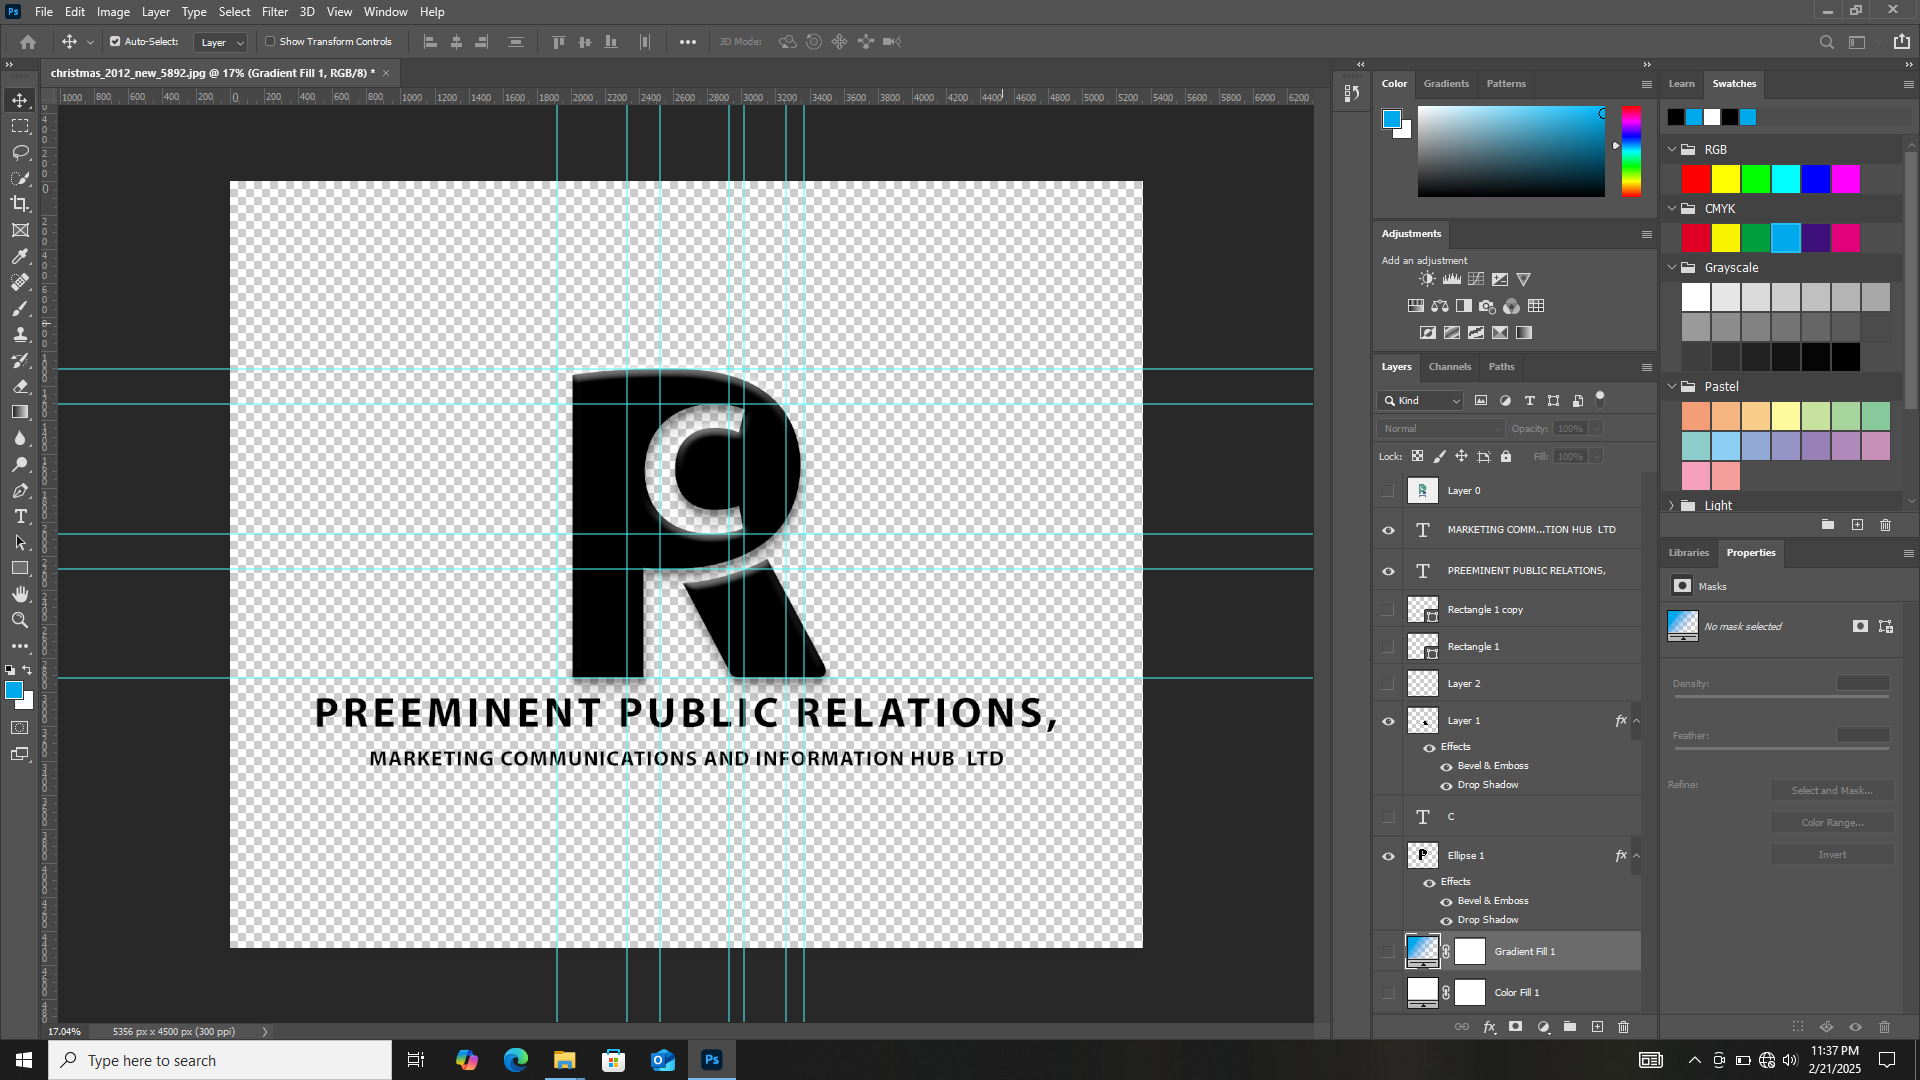 Ps File Edit Image Layer Type Select Filter 3D View Window Help
Auto-Select: Layer Show Transform Controls 3D Mode:
christmas_2012_new_5892.jpg @ 17% (Gradient Fill 1, RGB/8) *
1000 800 600 400 200 0 200 400 600 800 1000 1200 1400 1600 1800 2000 2200 2400 2600 2800 3000 3200 3400 3600 3800 4000 4200 4400 4600 4800 5000 5200 5400 5600 5800 6000 6200
PREEMINENT PUBLIC RELATIONS,
MARKETING COMMUNICATIONS AND INFORMATION HUB LTD
17.04% 5356 px x 4500 px (300 ppi)
Color Gradients Patterns
Adjustments
Add an adjustment
Layers Channels Paths
Kind
Normal Opacity: 100%
Lock: Fill: 100%
Layer 0
MARKETING COMM...TION HUB LTD
PREEMINENT PUBLIC RELATIONS,
Rectangle 1 copy
Rectangle 1
Layer 2
Layer 1 fx
Effects
Bevel & Emboss
Drop Shadow
C
Ellipse 1 fx
Effects
Bevel & Emboss
Drop Shadow
Gradient Fill 1
Color Fill 1
Learn Swatches
RGB
CMYK
Grayscale
Pastel
Light
Libraries Properties
Masks
No mask selected
Density:
Feather:
Refine: Select and Mask...
Color Range...
Invert
Type here to search
Ps
11:37 PM
2/21/2025